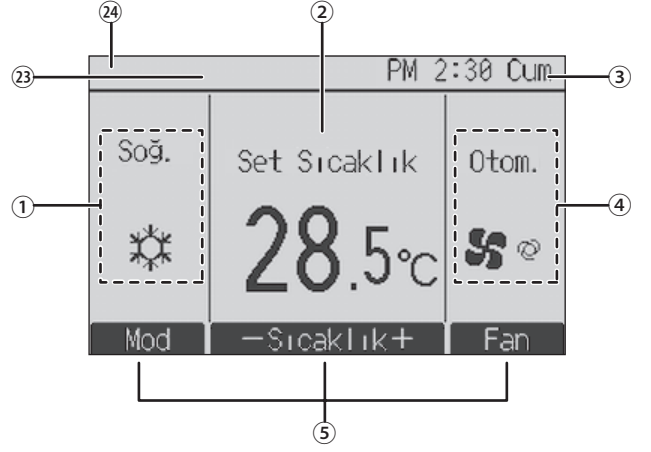 24 2
23 PM 2:30 Cum 3
Soğ. Set Sıcaklık Otom.
1 4
28.5°C
Mod −Sıcaklık+ Fan
5